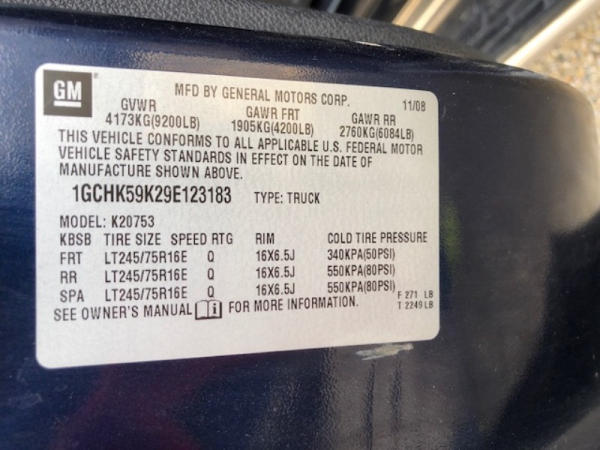 GM
MFD BY GENERAL MOTORS CORP. 11/08
GVWR GAWR FRT GAWR RR
4173KG(9200LB) 1905KG(4200LB) 2760KG(6084LB)
THIS VEHICLE CONFORMS TO ALL APPLICABLE U.S. FEDERAL MOTOR
VEHICLE SAFETY STANDARDS IN EFFECT ON THE DATE OF
MANUFACTURE SHOWN ABOVE.
1GCHK59K29E123183 TYPE: TRUCK
MODEL: K20753
KBSB TIRE SIZE SPEED RTG RIM COLD TIRE PRESSURE
FRT LT245/75R16E Q 16X6.5J 340KPA(50PSI)
RR LT245/75R16E Q 16X6.5J 550KPA(80PSI)
SPA LT245/75R16E Q 16X6.5J 550KPA(80PSI)
SEE OWNER'S MANUAL i FOR MORE INFORMATION.
F 271 LB
T 2249 LB